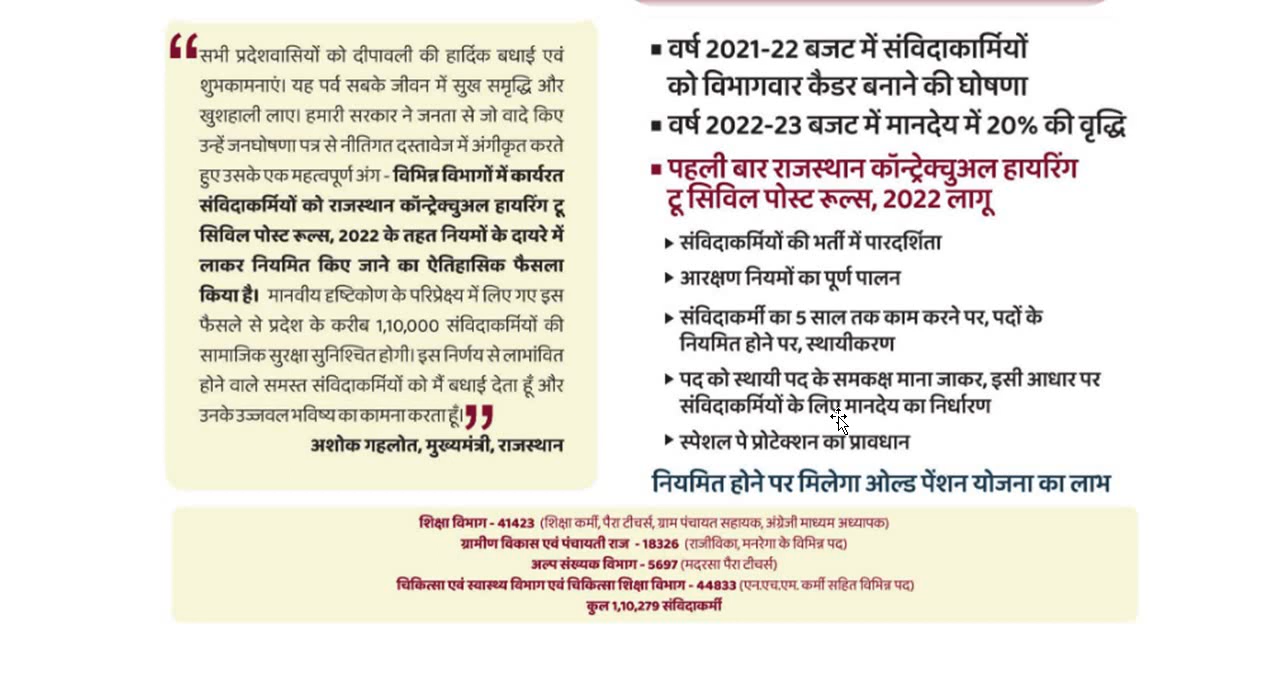 ❝ सभी प्रदेशवासियों को दीपावली की हार्दिक बधाई एवं
शुभकामनाएं। यह पर्व सबके जीवन में सुख समृद्धि और
खुशहाली लाए। हमारी सरकार ने जनता से जो वादे किए
उन्हें जनघोषणा पत्र से नीतिगत दस्तावेज में अंगीकृत करते
हुए उसके एक महत्वपूर्ण अंग - विभिन्न विभागों में कार्यरत
संविदाकर्मियों को राजस्थान कॉन्ट्रेक्चुअल हायरिंग टू
सिविल पोस्ट रूल्स, 2022 के तहत नियमों के दायरे में
लाकर नियमित किए जाने का ऐतिहासिक फैसला
किया है। मानवीय दृष्टिकोण के परिप्रेक्ष्य में लिए गए इस
फैसले से प्रदेश के करीब 1,10,000 संविदाकर्मियों की
सामाजिक सुरक्षा सुनिश्चित होगी। इस निर्णय से लाभांवित
होने वाले समस्त संविदाकर्मियों को मैं बधाई देता हूँ और
उनके उज्जवल भविष्य का कामना करता हूँ। ❞
अशोक गहलोत, मुख्यमंत्री, राजस्थान
▪ वर्ष 2021-22 बजट में संविदाकार्मियों
को विभागवार कैडर बनाने की घोषणा
▪ वर्ष 2022-23 बजट में मानदेय में 20% की वृद्धि
▪ पहली बार राजस्थान कॉन्ट्रेक्चुअल हायरिंग
टू सिविल पोस्ट रूल्स, 2022 लागू
▸ संविदाकर्मियों की भर्ती में पारदर्शिता
▸ आरक्षण नियमों का पूर्ण पालन
▸ संविदाकर्मी का 5 साल तक काम करने पर, पदों के
नियमित होने पर, स्थायीकरण
▸ पद को स्थायी पद के समकक्ष माना जाकर, इसी आधार पर
संविदाकर्मियों के लिए मानदेय का निर्धारण
▸ स्पेशल पे प्रोटेक्शन का प्रावधान
नियमित होने पर मिलेगा ओल्ड पेंशन योजना का लाभ
शिक्षा विभाग - 41423 (शिक्षा कर्मी, पैरा टीचर्स, ग्राम पंचायत सहायक, अंग्रेजी माध्यम अध्यापक)
ग्रामीण विकास एवं पंचायती राज - 18326 (राजीविका, मनरेगा के विभिन्न पद)
अल्प संख्यक विभाग - 5697 (मदरसा पैरा टीचर्स)
चिकित्सा एवं स्वास्थ्य विभाग एवं चिकित्सा शिक्षा विभाग - 44833 (एन.एच.एम. कर्मी सहित विभिन्न पद)
कुल 1,10,279 संविदाकर्मी